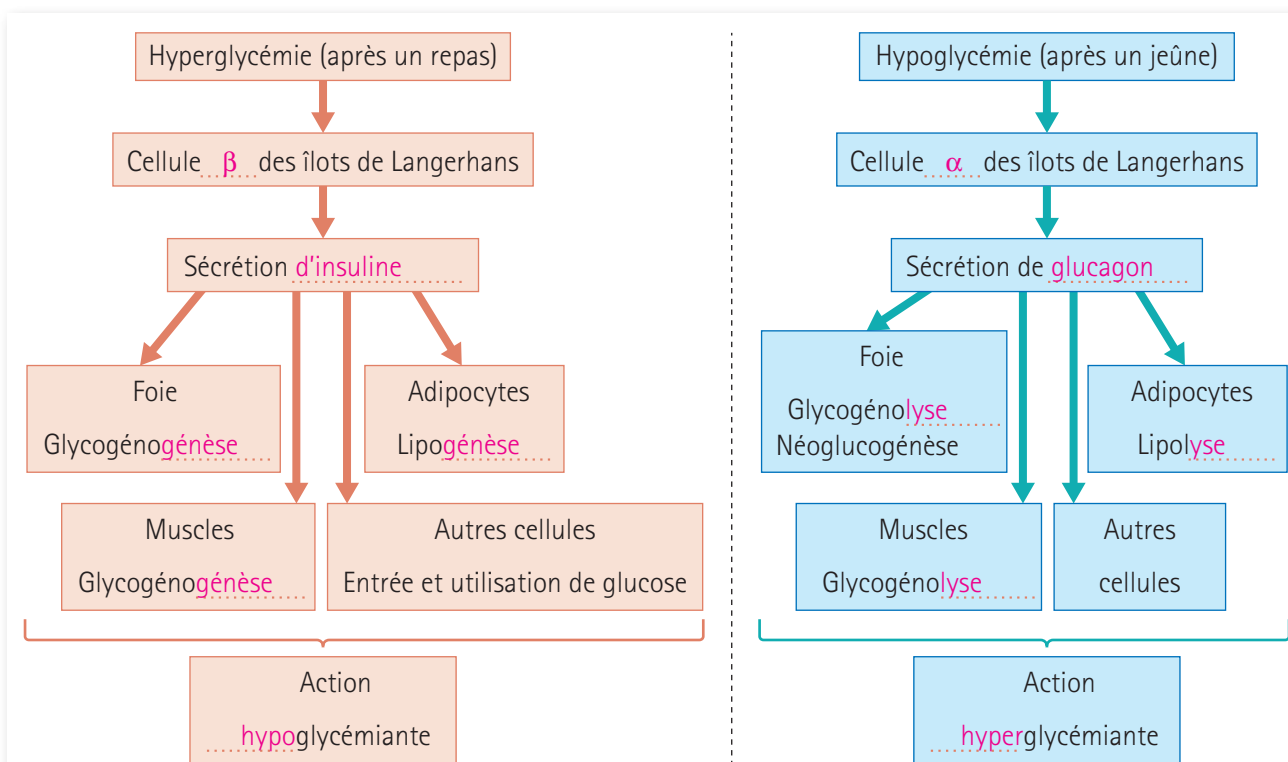 Hyperglycémie (après un repas)
Cellule β des îlots de Langerhans
Sécrétion d'insuline
Foie
Glycogénogénèse
Adipocytes
Lipogénèse
Muscles
Glycogénogénèse
Autres cellules
Entrée et utilisation de glucose
Action
hypoglycémiante
Hypoglycémie (après un jeûne)
Cellule α des îlots de Langerhans
Sécrétion de glucagon
Foie
Glycogénolyse
Néoglucogénèse
Adipocytes
Lipolyse
Muscles
Glycogénolyse
Autres
cellules
Action
hyperglycémiante